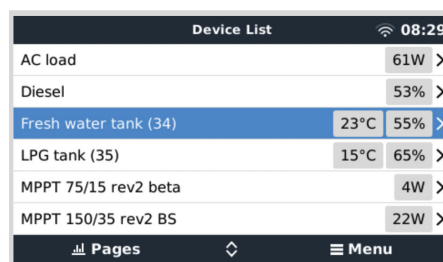 Device List 08:29
AC load 61W
Diesel 53%
Fresh water tank (34) 23°C 55%
LPG tank (35) 15°C 65%
MPPT 75/15 rev2 beta 4W
MPPT 150/35 rev2 BS 22W
Pages Menu